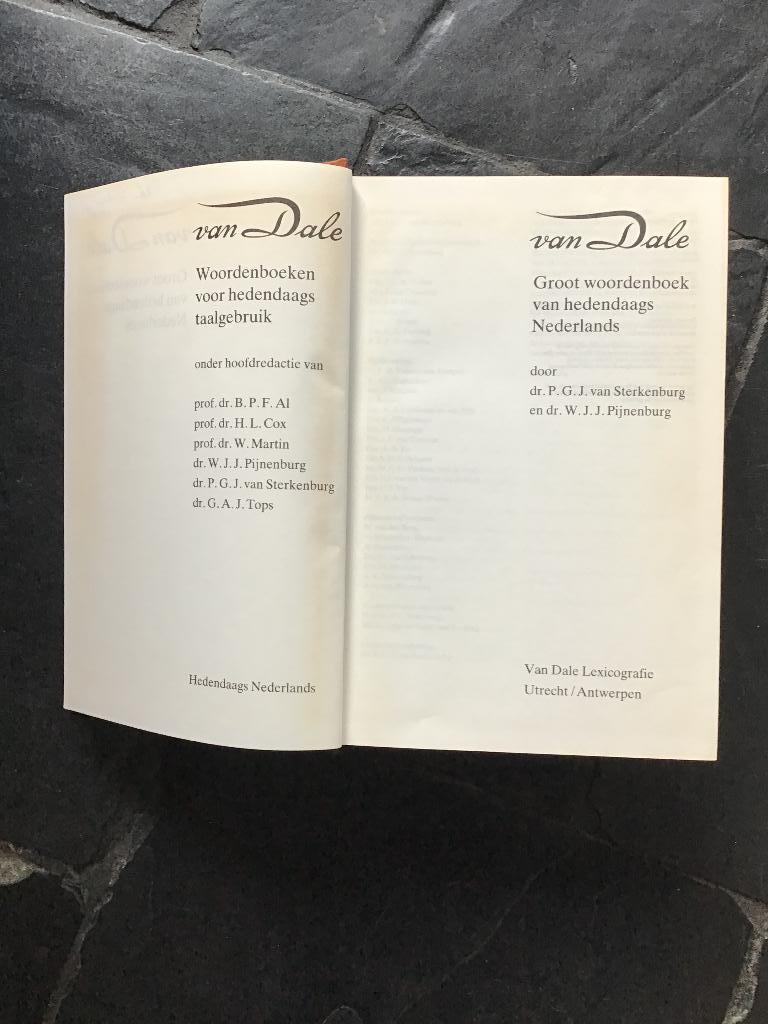 van Dale
Woordenboeken
voor hedendaags
taalgebruik
onder hoofdredactie van
prof. dr. B. P. F. Al
prof. dr. H. L. Cox
prof. dr. W. Martin
dr. W. J. J. Pijnenburg
dr. P. G. J. van Sterkenburg
dr. G. A. J. Tops
Hedendaags Nederlands
van Dale
Groot woordenboek
van hedendaags
Nederlands
door
dr. P. G. J. van Sterkenburg
en dr. W. J. J. Pijnenburg
Van Dale Lexicografie
Utrecht / Antwerpen